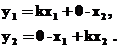 y₁ = kx₁ + 0·x₂,
y₂ = 0·x₁ + kx₂ .